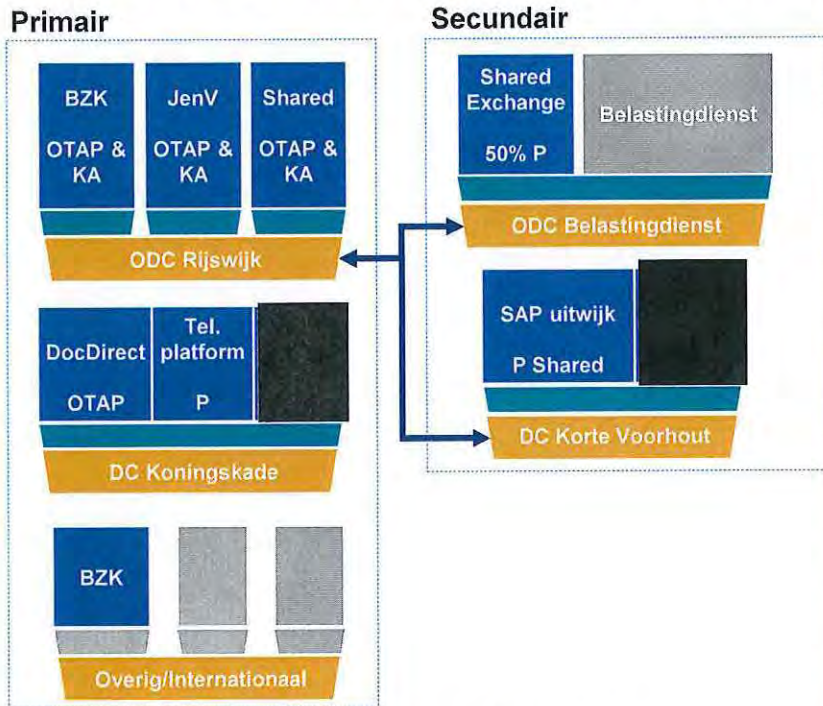 Primair
BZK
OTAP &
KA
JenV
OTAP &
KA
Shared
OTAP &
KA
ODC Rijswijk
DocDirect
OTAP
Tel.
platform
P
DC Koningskade
BZK
Overig/Internationaal
Secundair
Shared
Exchange
50% P
Belastingdienst
ODC Belastingdienst
SAP uitwijk
P Shared
DC Korte Voorhout